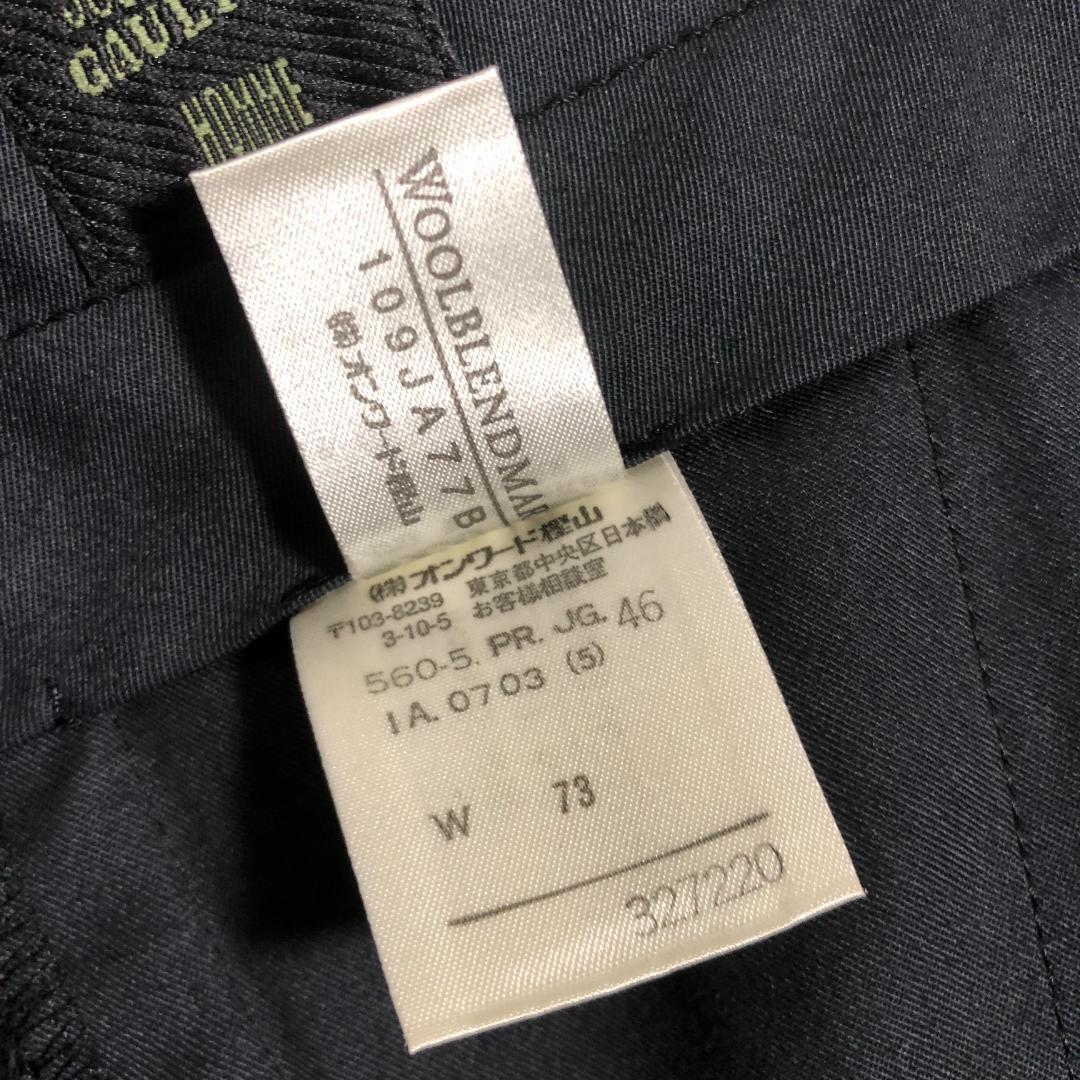 GAULT
HOMME
WOOLBLENDMAR
109JA77B
(株)オンワード樫山
(株)オンワード樫山
〒103-8239 東京都中央区日本橋
3-10-5 お客様相談室
560-5. PR. JG. 46
IA. 0703 (5)
W 73
327220